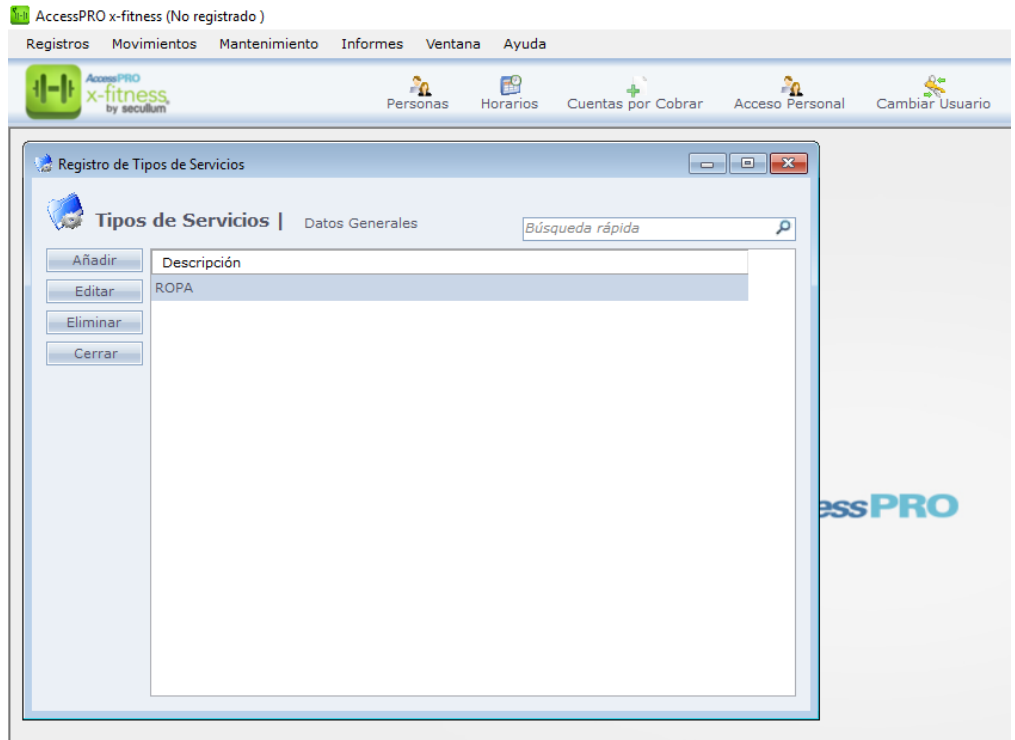 AccessPRO x-fitness (No registrado )
Registros Movimientos Mantenimiento Informes Ventana Ayuda
AccessPRO
x-fitness
by secullum
Personas Horarios Cuentas por Cobrar Acceso Personal Cambiar Usuario
Registro de Tipos de Servicios
Tipos de Servicios | Datos Generales
Búsqueda rápida
Añadir
Descripción
Editar
ROPA
Eliminar
Cerrar
essPRO